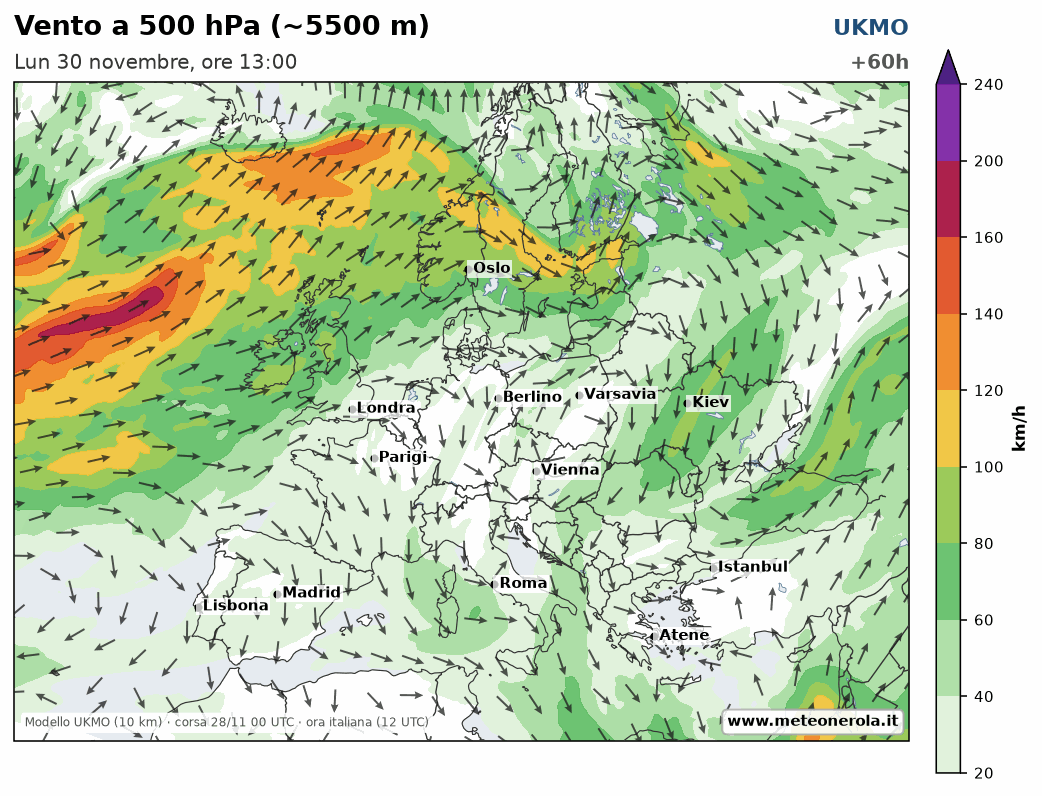 Vento a 500 hPa (~5500 m)
UKMO
Lun 30 novembre, ore 13:00
+60h
240
200
160
140
120
100
80
60
40
20
km/h
Oslo
Londra
Berlino
Varsavia
Kiev
Parigi
Vienna
Istanbul
Roma
Madrid
Lisbona
Atene
Modello UKMO (10 km) · corsa 28/11 00 UTC · ora italiana (12 UTC)
www.meteonerola.it